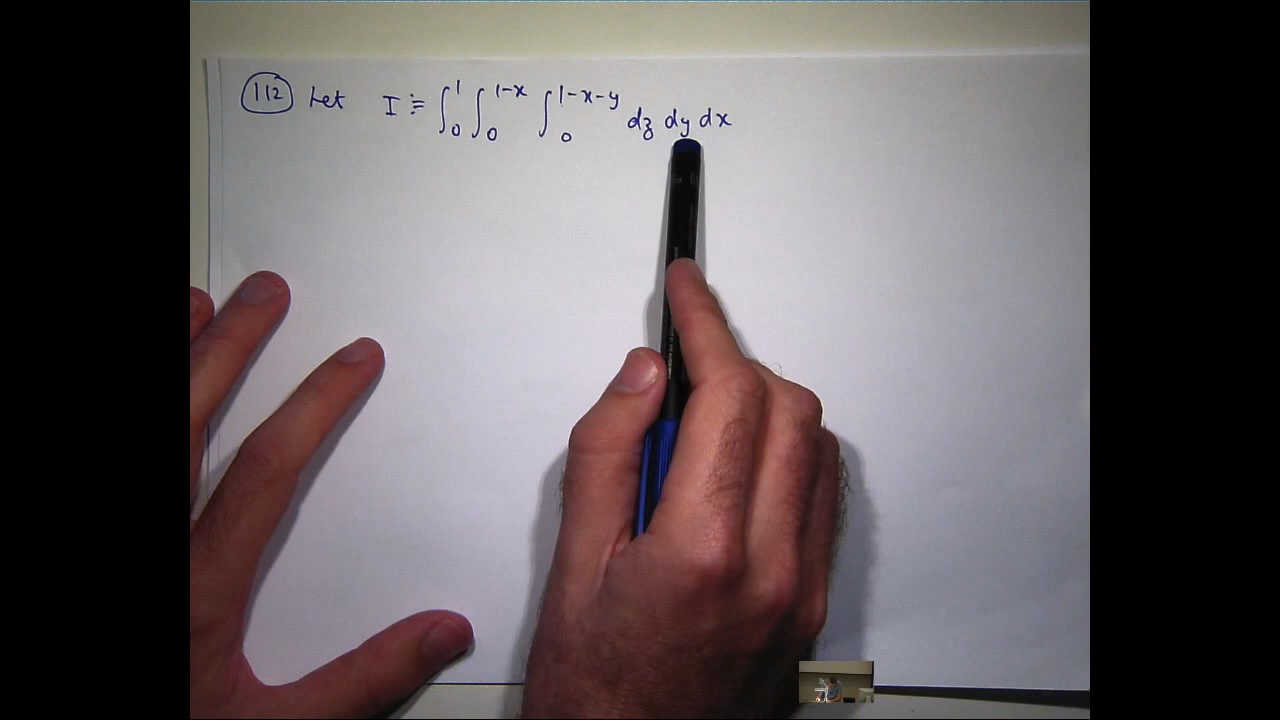 112 Let I ≡ ∫₀¹ ∫₀^{1-x} ∫₀^{1-x-y} dz dy dx